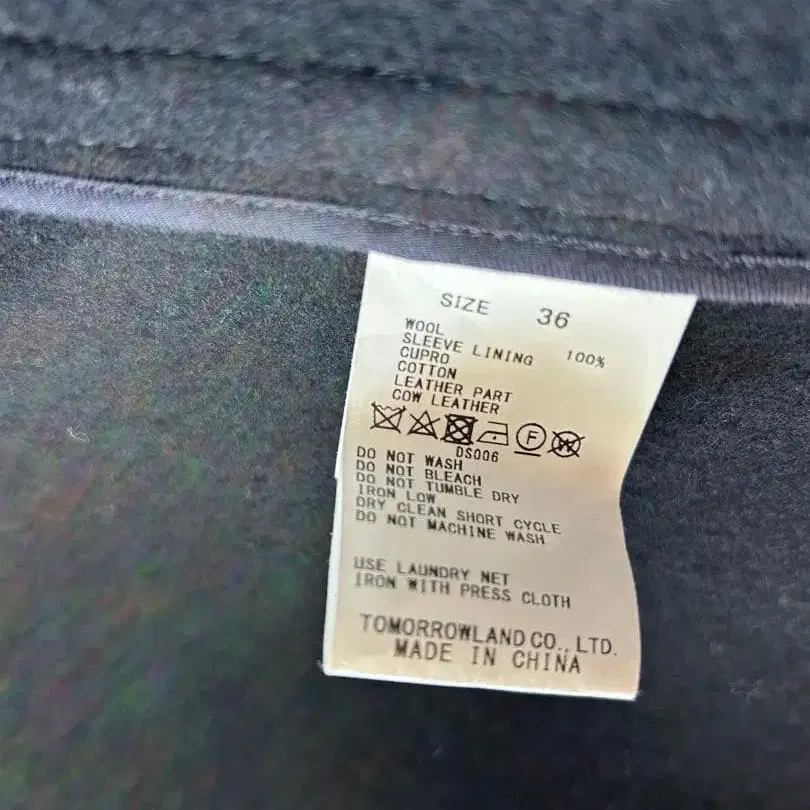 SIZE 36
WOOL 100%
SLEEVE LINING
CUPRO
COTTON
LEATHER PART
COW LEATHER
F W
DS006
DO NOT WASH
DO NOT BLEACH
DO NOT TUMBLE DRY
IRON LOW
DRY CLEAN SHORT CYCLE
DO NOT MACHINE WASH
USE LAUNDRY NET
IRON WITH PRESS CLOTH
TOMORROWLAND CO., LTD.
MADE IN CHINA